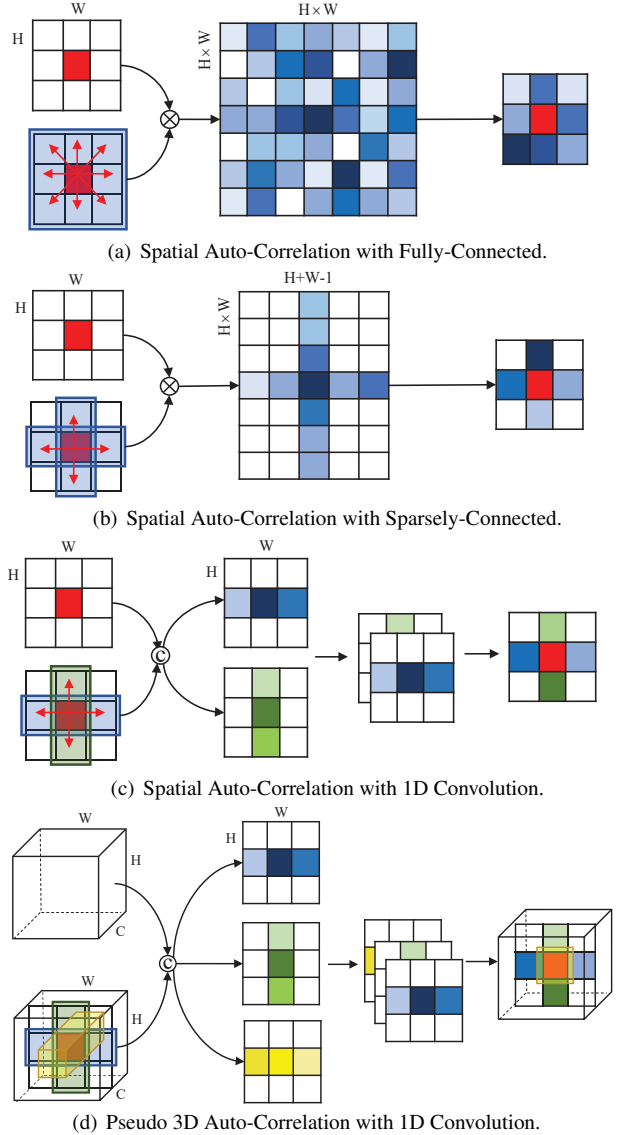 W
H×W
H
H×W
⊗
(a) Spatial Auto-Correlation with Fully-Connected.
W
H+W-1
H
H×W
⊗
(b) Spatial Auto-Correlation with Sparsely-Connected.
W
W
H
H
C
(c) Spatial Auto-Correlation with 1D Convolution.
W
W
H
H
C
C
W
H
C
(d) Pseudo 3D Auto-Correlation with 1D Convolution.